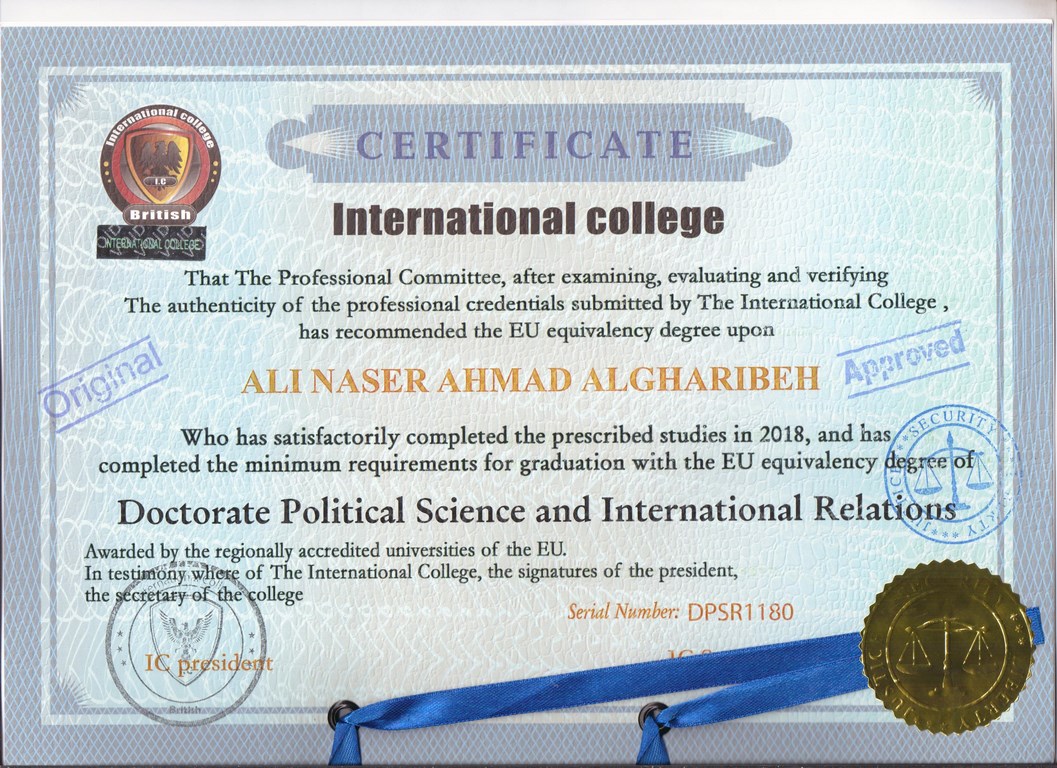 International college
I.C
British
INTERNATIONAL COLLEGE
CERTIFICATE
International college
That The Professional Committee, after examining, evaluating and verifying
The authenticity of the professional credentials submitted by The International College ,
has recommended the EU equivalency degree upon
Original
Approved
ALI NASER AHMAD ALGHARIBEH
Who has satisfactorily completed the prescribed studies in 2018, and has
completed the minimum requirements for graduation with the EU equivalency degree of
SECURITY
Doctorate Political Science and International Relations
Awarded by the regionally accredited universities of the EU.
In testimony where of The International College, the signatures of the president,
the secretary of the college
Serial Number: DPSR1180
IC president
British